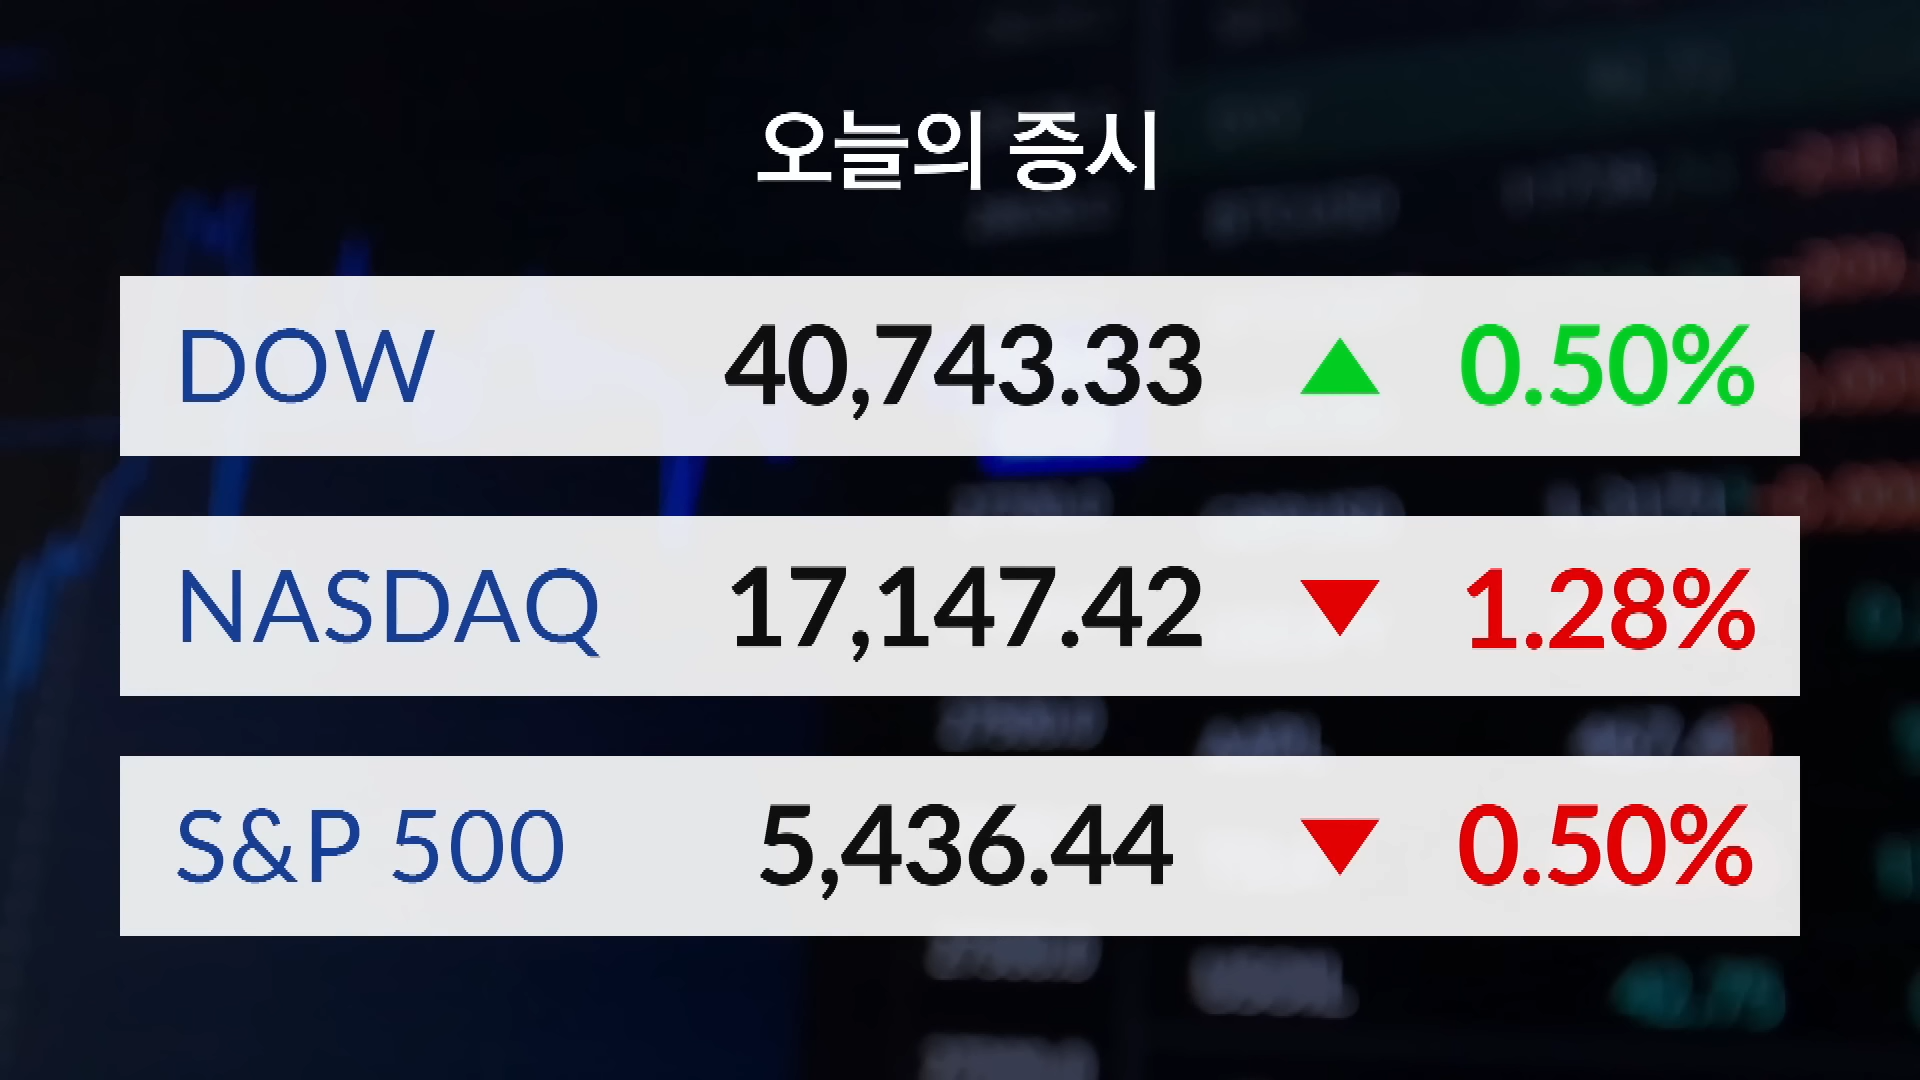 오늘의 증시
DOW 40,743.33 ▲ 0.50%
NASDAQ 17,147.42 ▼ 1.28%
S&P 500 5,436.44 ▼ 0.50%